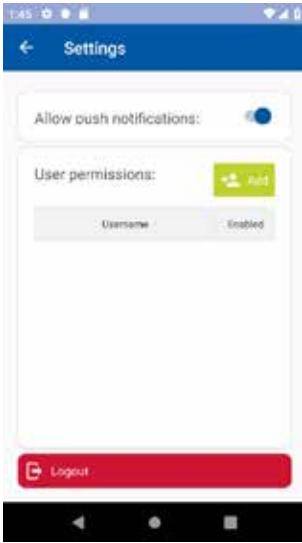 1:45
Settings
Allow push notifications:
User permissions:
Add
Username Enabled
Logout